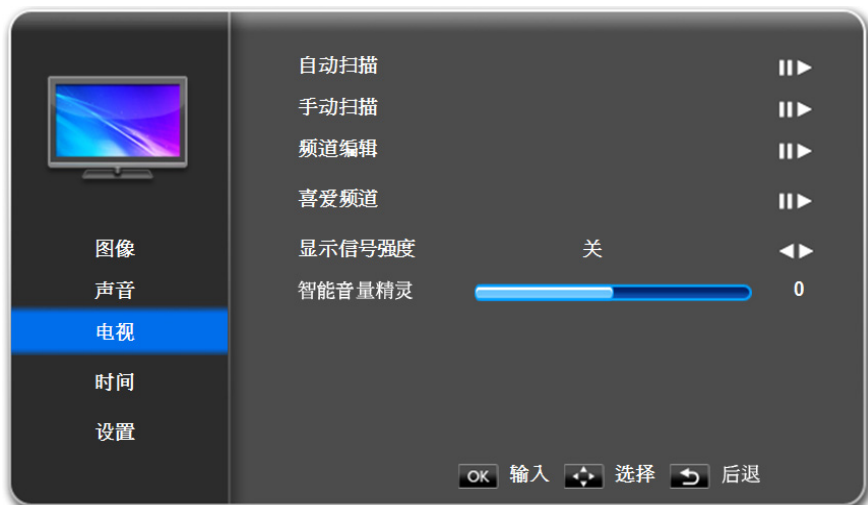 图像
声音
电视
时间
设置
自动扫描
手动扫描
频道编辑
喜爱频道
显示信号强度 关
智能音量精灵 0
OK 输入 选择 后退